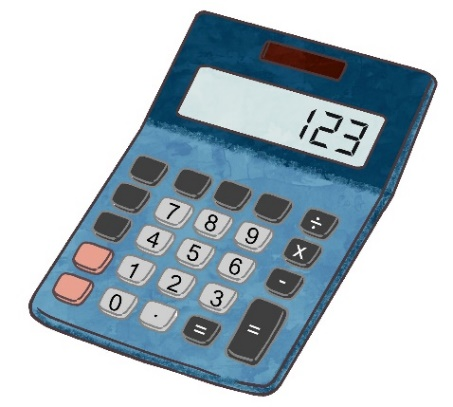 123
7 8 9 ÷
4 5 6 x
1 2 3 -
0 . = =